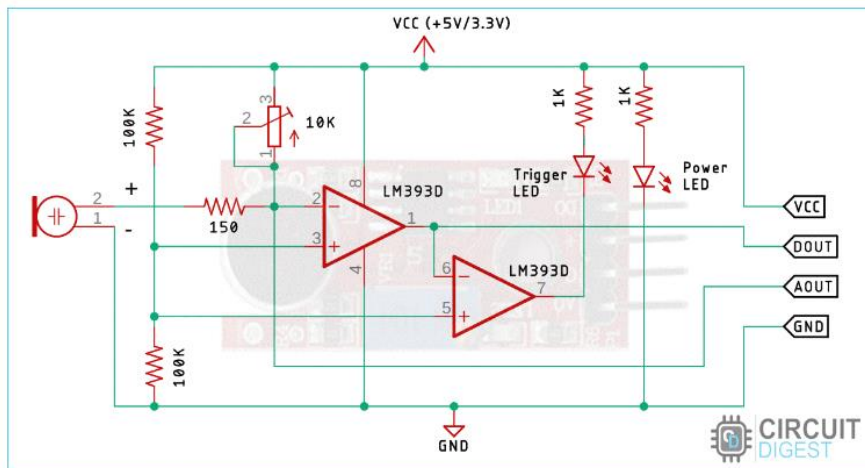 VCC (+5V/3.3V)
100K
3
2
10K
1
1K
1K
Trigger
LED
Power
LED
2
+
1
-
150
2
-
8
LM393D
1
3
+
4
6
-
LM393D
7
5
+
100K
VCC
DOUT
AOUT
GND
GND
CIRCUIT
DIGEST